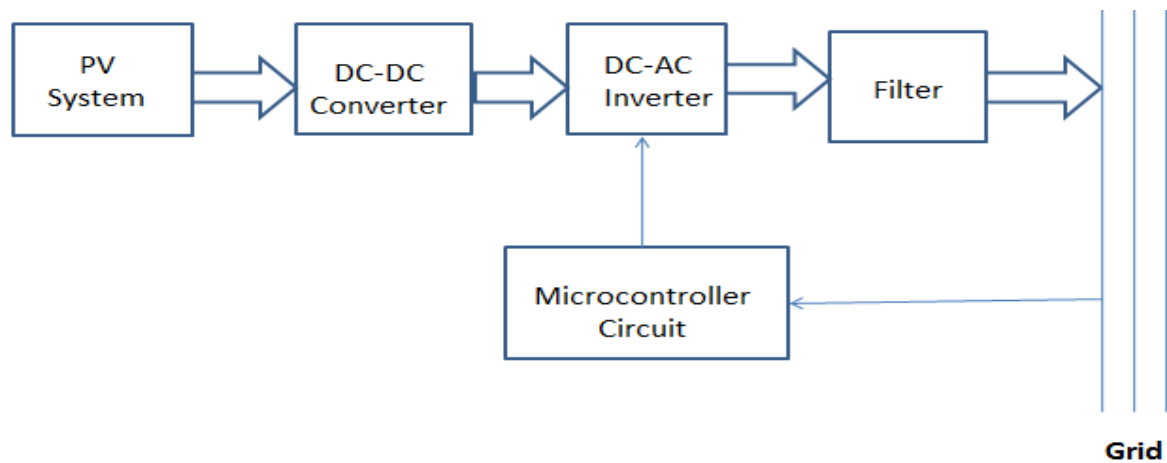 PV
System
DC-DC
Converter
DC-AC
Inverter
Filter
Microcontroller
Circuit
Grid